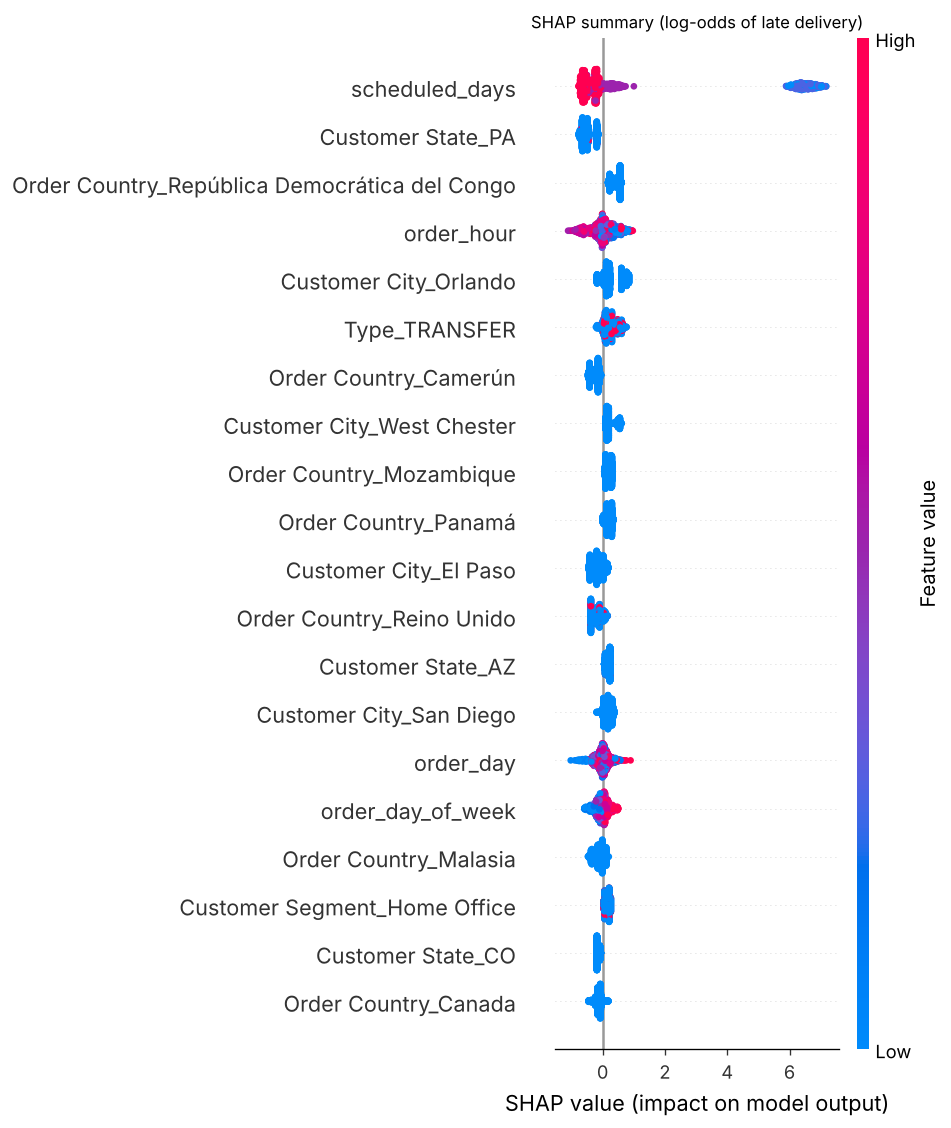 SHAP summary (log-odds of late delivery)
High
scheduled_days
Customer State_PA
Order Country_República Democrática del Congo
order_hour
Customer City_Orlando
Type_TRANSFER
Order Country_Camerún
Customer City_West Chester
Order Country_Mozambique
Order Country_Panamá
Customer City_El Paso
Order Country_Reino Unido
Customer State_AZ
Customer City_San Diego
order_day
order_day_of_week
Order Country_Malasia
Customer Segment_Home Office
Customer State_CO
Order Country_Canada
Feature value
Low
0 2 4 6
SHAP value (impact on model output)